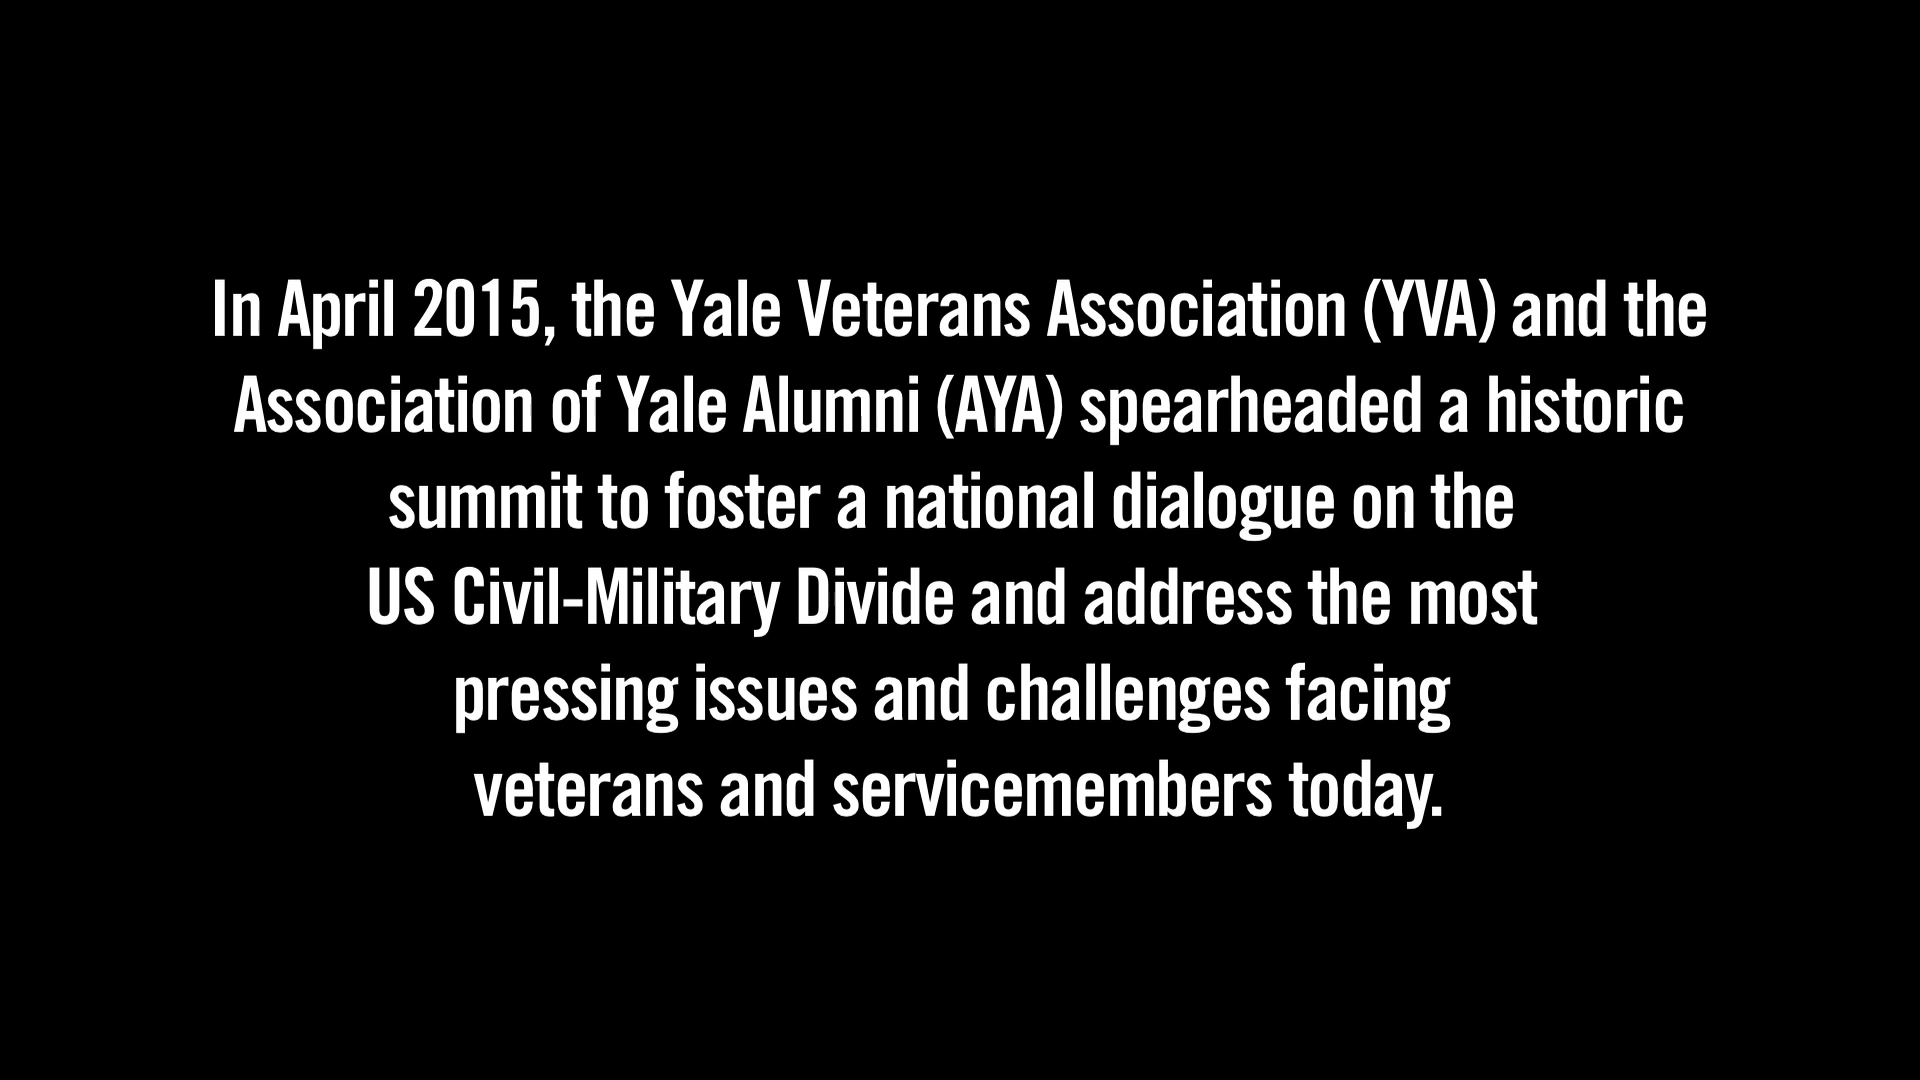 In April 2015, the Yale Veterans Association (YVA) and the
Association of Yale Alumni (AYA) spearheaded a historic
summit to foster a national dialogue on the
US Civil-Military Divide and address the most
pressing issues and challenges facing
veterans and servicemembers today.